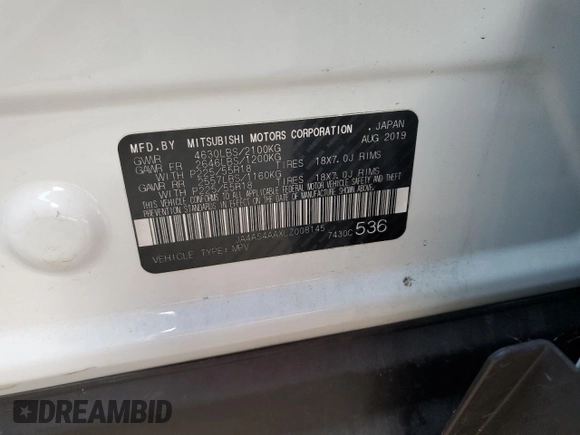 MFD.BY MITSUBISHI MOTORS CORPORATION , JAPAN
AUG 2019
GVWR 4630LBS/2100KG
GAWR FR 2646LBS/1200KG
WITH P225/55R18 TIRES 18X7.0J RIMS
GAWR RR 2557LBS/1160KG
WITH P225/55R18 TIRES 18X7.0J RIMS
THIS VEHICLE CONFORMS TO ALL APPLICABLE FEDERAL MOTOR VEHICLE SAFETY AND THEFT
PREVENTION STANDARDS IN EFFECT ON THE DATE OF MANUFACTURE SHOWN ABOVE.
7430C 536
VEHICLE TYPE: MPV
DREAMBID